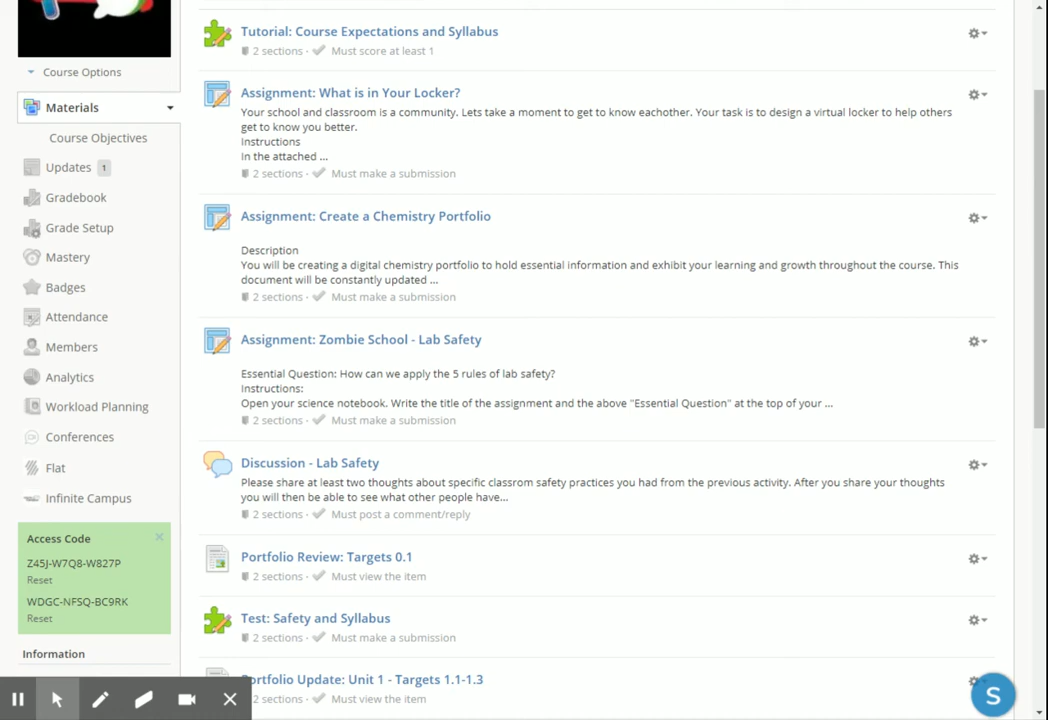 Tutorial: Course Expectations and Syllabus
2 sections · Must score at least 1
Course Options
Materials
Course Objectives
Updates 1
Gradebook
Grade Setup
Mastery
Badges
Attendance
Members
Analytics
Workload Planning
Conferences
Flat
Infinite Campus
Access Code
Z45J-W7Q8-W827P
Reset
WDGC-NFSQ-BC9RK
Reset
Information
Assignment: What is in Your Locker?
Your school and classroom is a community. Lets take a moment to get to know eachother. Your task is to design a virtual locker to help others
get to know you better.
Instructions
In the attached ...
2 sections · Must make a submission
Assignment: Create a Chemistry Portfolio
Description
You will be creating a digital chemistry portfolio to hold essential information and exhibit your learning and growth throughout the course. This
document will be constantly updated ...
2 sections · Must make a submission
Assignment: Zombie School - Lab Safety
Essential Question: How can we apply the 5 rules of lab safety?
Instructions:
Open your science notebook. Write the title of the assignment and the above "Essential Question" at the top of your ...
2 sections · Must make a submission
Discussion - Lab Safety
Please share at least two thoughts about specific classrom safety practices you had from the previous activity. After you share your thoughts
you will then be able to see what other people have...
2 sections · Must post a comment/reply
Portfolio Review: Targets 0.1
2 sections · Must view the item
Test: Safety and Syllabus
2 sections · Must make a submission
ortfolio Update: Unit 1 - Targets 1.1-1.3
2 sections · Must view the item
S